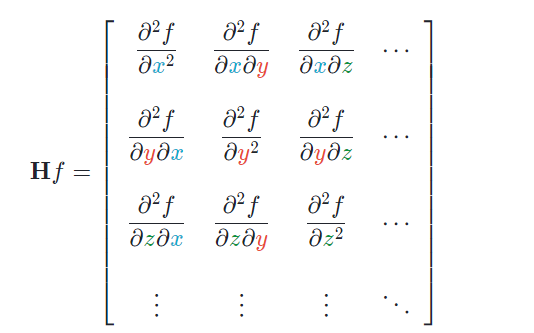 ∂²f/∂x² ∂²f/∂x∂y ∂²f/∂x∂z ⋯
∂²f/∂y∂x ∂²f/∂y² ∂²f/∂y∂z ⋯
Hf =
∂²f/∂z∂x ∂²f/∂z∂y ∂²f/∂z² ⋯
⋮ ⋮ ⋮ ⋱